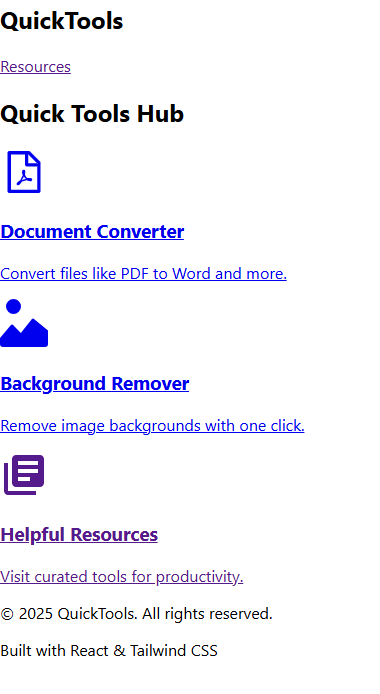 QuickTools
Resources
Quick Tools Hub
Document Converter
Convert files like PDF to Word and more.
Background Remover
Remove image backgrounds with one click.
Helpful Resources
Visit curated tools for productivity.
© 2025 QuickTools. All rights reserved.
Built with React & Tailwind CSS